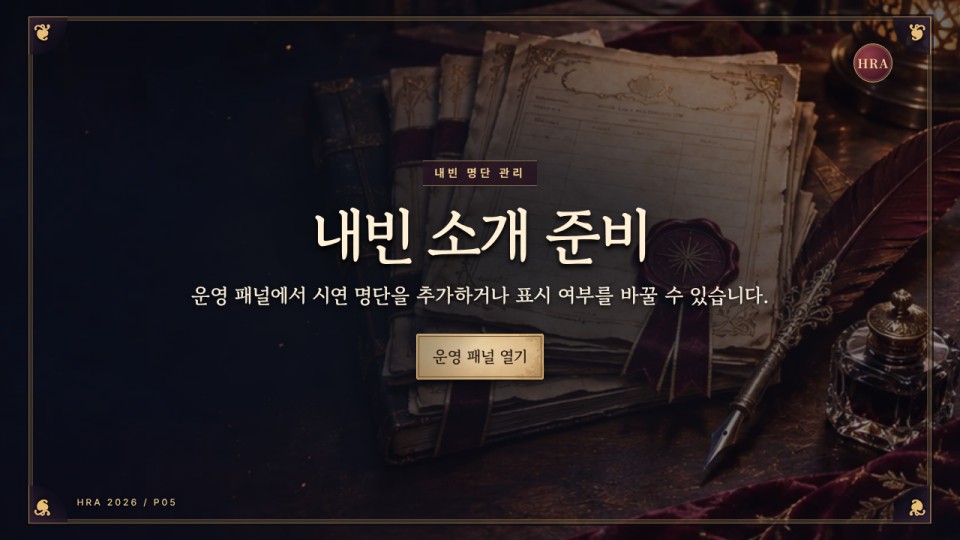 HRA
내빈 명단 관리
내빈 소개 준비
운영 패널에서 시연 명단을 추가하거나 표시 여부를 바꿀 수 있습니다.
운영 패널 열기
HRA 2026 / P05